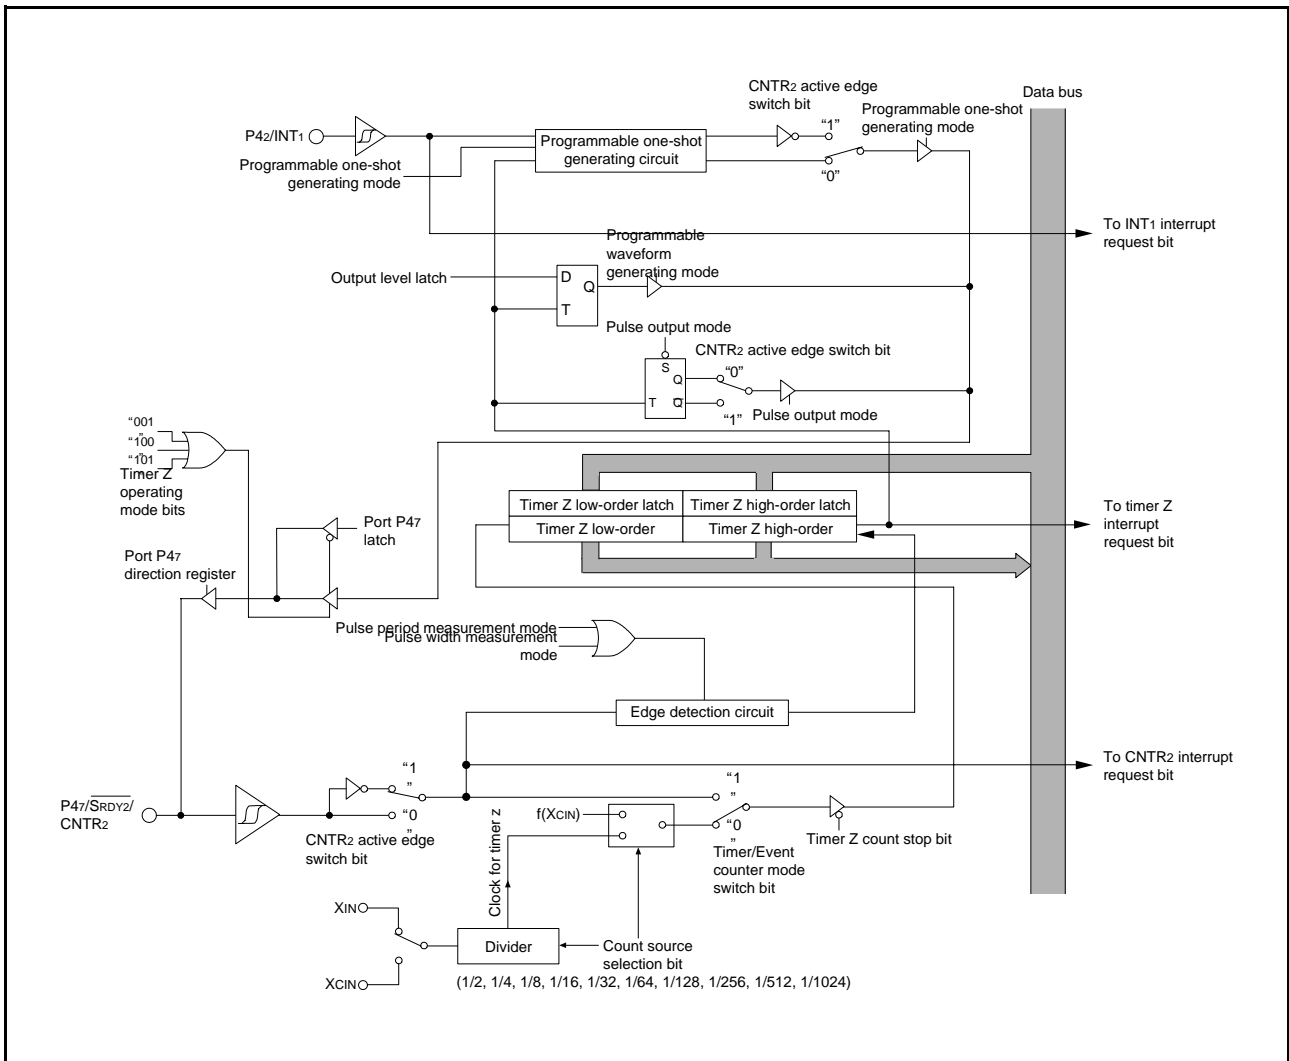 CNTR2 active edge
switch bit
Data bus
Programmable one-shot
generating mode
P42/INT1
“1”
Programmable one-shot
generating circuit
Programmable one-shot
generating mode
“0”
To INT1 interrupt
request bit
Programmable
waveform
generating mode
Output level latch
D
Q
T
Pulse output mode
CNTR2 active edge switch bit
S
“0”
Q
T
Q
“1”
Pulse output mode
“001
”
“100
”
“101
”
Timer Z
operating
mode bits
Timer Z low-order latch
Timer Z high-order latch
Timer Z low-order
Timer Z high-order
To timer Z
interrupt
request bit
Port P47
latch
Port P47
direction register
Pulse period measurement mode
Pulse width measurement
mode
Edge detection circuit
To CNTR2 interrupt
request bit
“1
”
“1
”
P47/SRDY2/
CNTR2
“0
”
f(XCIN)
“0
”
CNTR2 active edge
switch bit
Timer Z count stop bit
Timer/Event
counter mode
switch bit
Clock for timer z
XIN
Divider
Count source
selection bit
XCIN
(1/2, 1/4, 1/8, 1/16, 1/32, 1/64, 1/128, 1/256, 1/512, 1/1024)